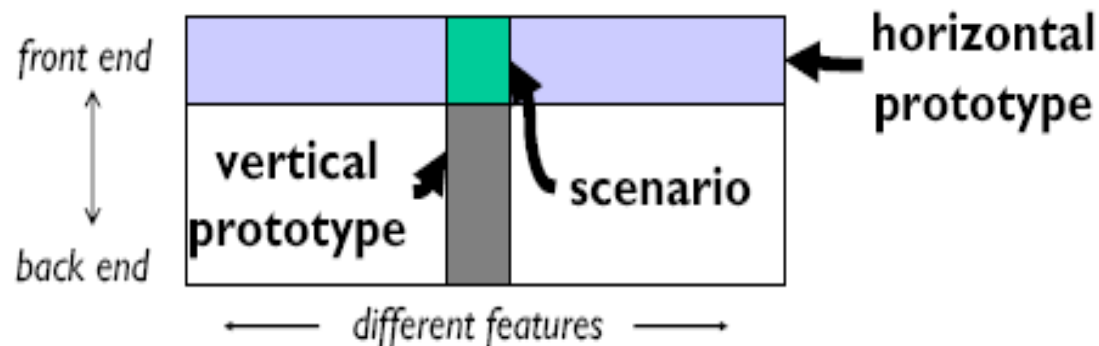 front end
back end
horizontal
prototype
vertical
prototype
scenario
different features